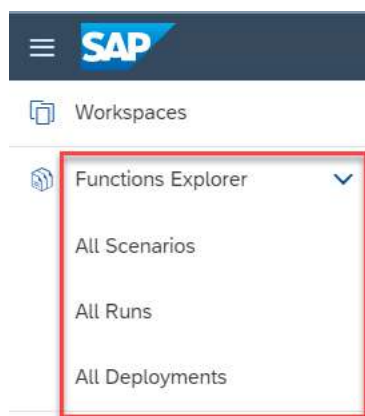 SAP
Workspaces
Functions Explorer
All Scenarios
All Runs
All Deployments